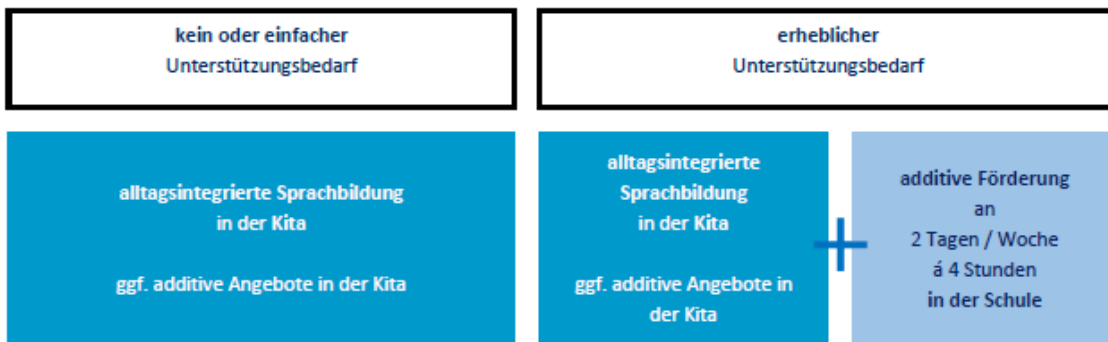 kein oder einfacher
Unterstützungsbedarf
erheblicher
Unterstützungsbedarf
alltagsintegrierte Sprachbildung
in der Kita
ggf. additive Angebote in der Kita
alltagsintegrierte
Sprachbildung
in der Kita
ggf. additive Angebote in
der Kita
+
additive Förderung
an
2 Tagen / Woche
á 4 Stunden
in der Schule